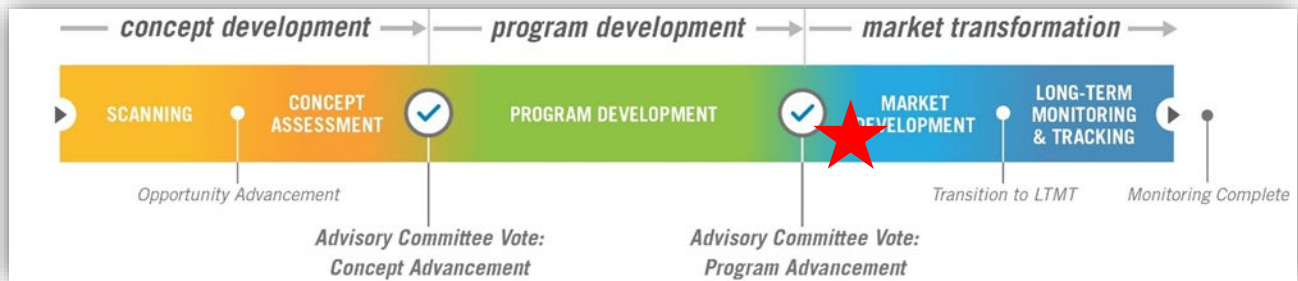 concept development
program development
market transformation
SCANNING
CONCEPT
ASSESSMENT
PROGRAM DEVELOPMENT
MARKET
DEVELOPMENT
LONG-TERM
MONITORING
& TRACKING
Opportunity Advancement
Transition to LTMT
Monitoring Complete
Advisory Committee Vote:
Concept Advancement
Advisory Committee Vote:
Program Advancement